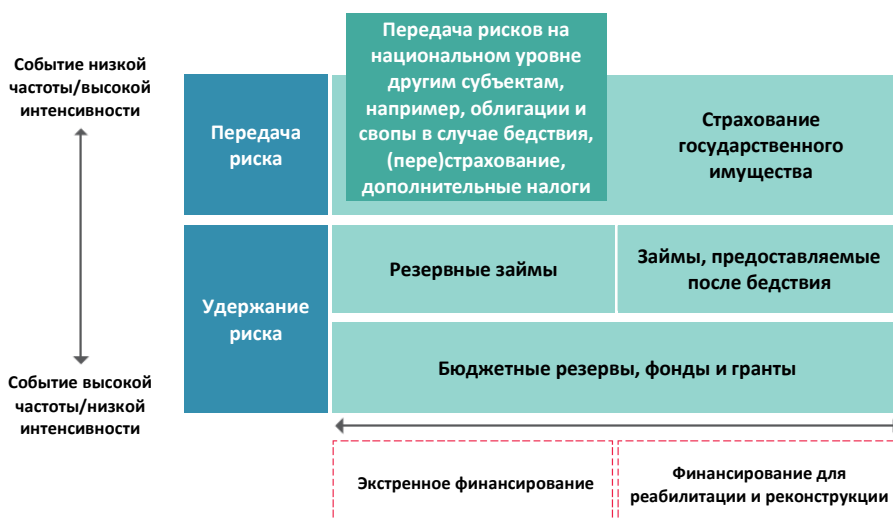 Событие низкой
частоты/высокой
интенсивности
Передача
риска
Передача рисков на
национальном уровне
другим субъектам,
например, облигации и
свопы в случае бедствия,
(пере)страхование,
дополнительные налоги
Страхование
государственного
имущества
Удержание
риска
Резервные займы
Займы, предоставляемые
после бедствия
Бюджетные резервы, фонды и гранты
Событие высокой
частоты/низкой
интенсивности
Экстренное финансирование
Финансирование для
реабилитации и реконструкции